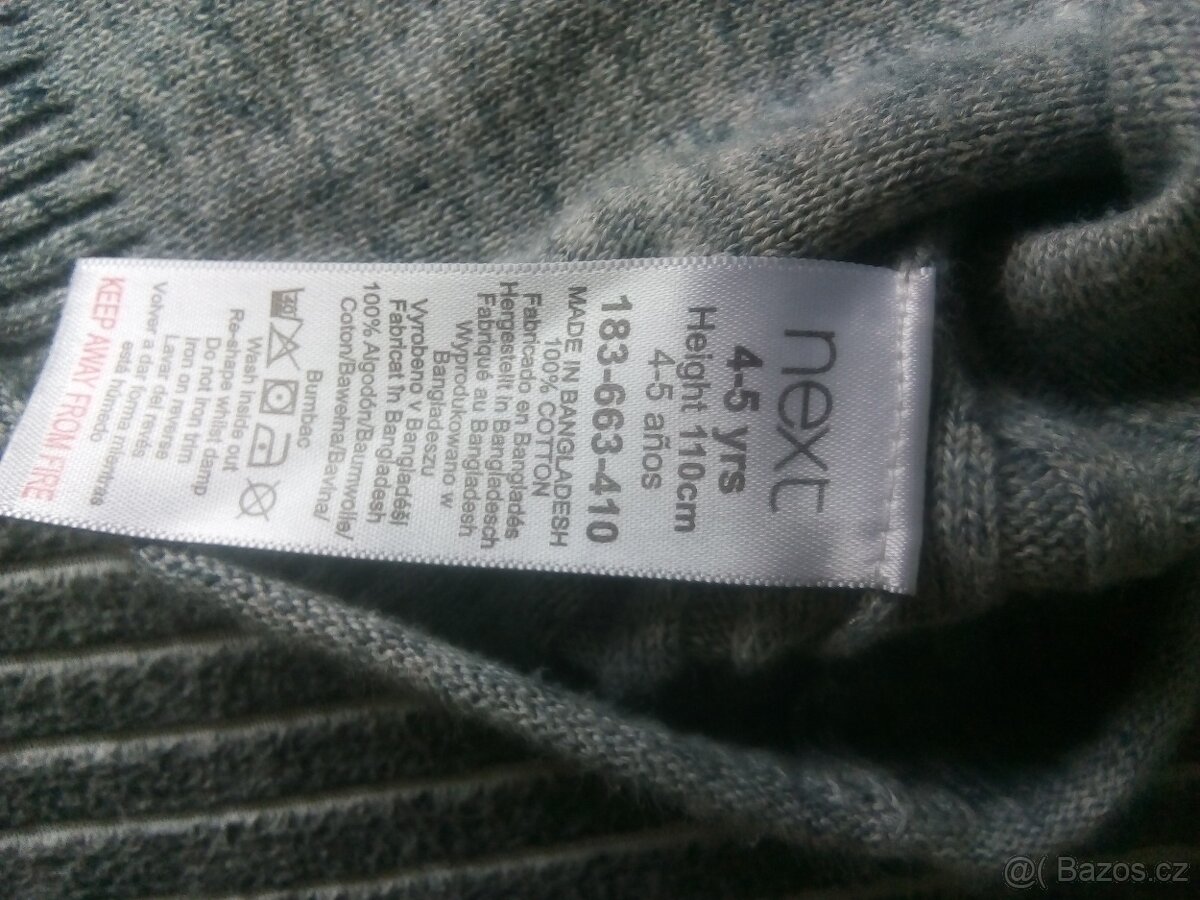 next
4-5 yrs
Height 110cm
4-5 años
183-663-410
MADE IN BANGLADESH
100% COTTON
Fabricado en Bangladés
Hergestellt in Bangladesch
Fabriqué au Bangladesh
Wyprodukowano w
Bangladeszu
Vyrobeno v Bangladéši
Fabricat în Bangladesh
100% Algodón/Baumwolle/
Coton/Bawełna/Bavlna/
Bumbac
Wash inside out
Re-shape whilst damp
Do not iron trim
Iron on reverse
Lavar del reverse
Volver a dar forma mientras
está húmedo
KEEP AWAY FROM FIRE
@( Bazos.cz